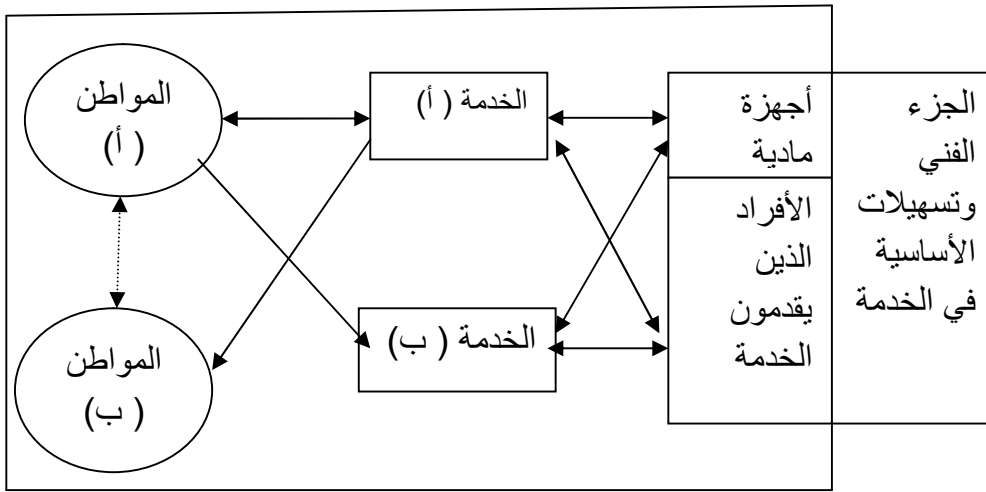 الجزء
الفني
وتسهيلات
الأساسية
في الخدمة
أجهزة
مادية
الأفراد
الذين
يقدمون
الخدمة
الخدمة ( أ)
الخدمة ( ب)
المواطن
( أ)
المواطن
( ب)